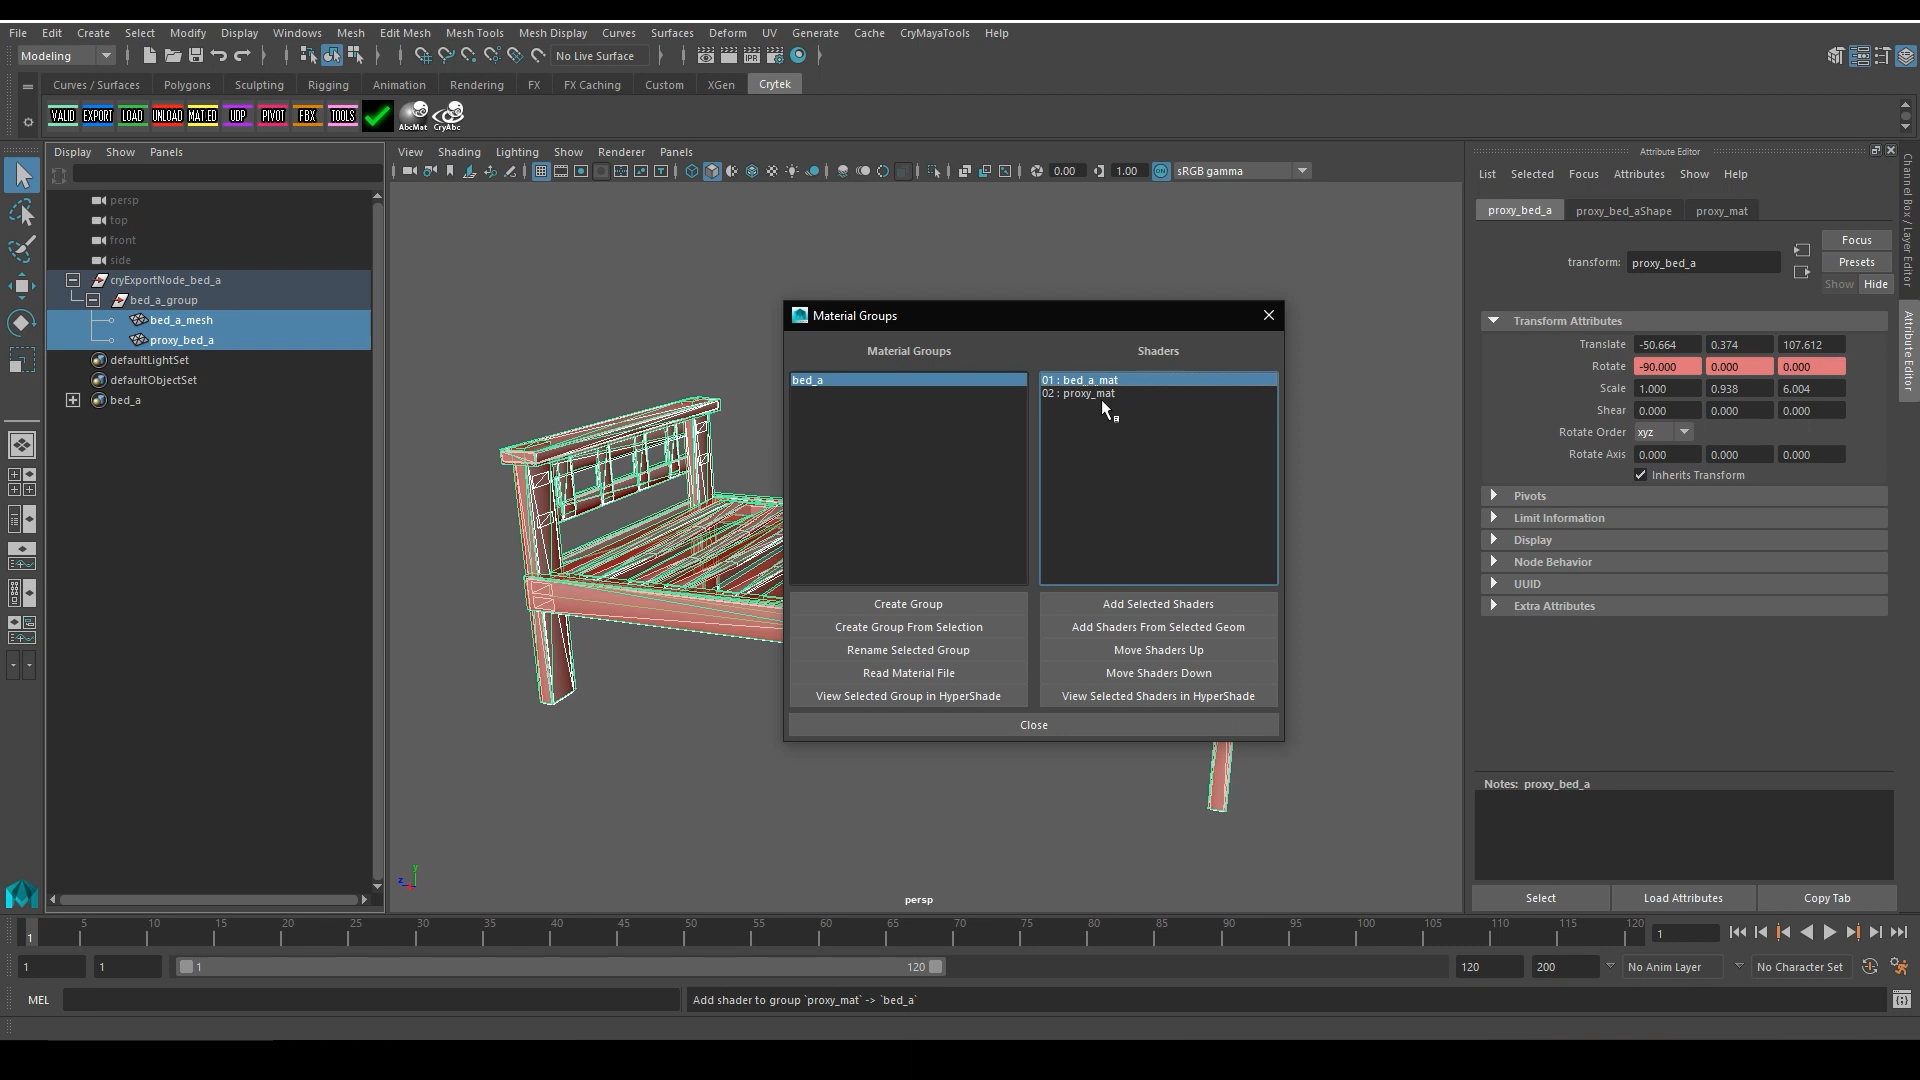 File Edit Create Select Modify Display Windows Mesh Edit Mesh Mesh Tools Mesh Display Curves Surfaces Deform UV Generate Cache CryMayaTools Help
Modeling No Live Surface
Curves / Surfaces Polygons Sculpting Rigging Animation Rendering FX FX Caching Custom XGen Crytek
VALID EXPORT LOAD UNLOAD MAT.ED UDP PIVOT FBX TOOLS AbcMat CryAbc
Display Show Panels
View Shading Lighting Show Renderer Panels
0.00 1.00 ON sRGB gamma
persp
top
front
side
cryExportNode_bed_a
bed_a_group
bed_a_mesh
proxy_bed_a
defaultLightSet
defaultObjectSet
bed_a
Material Groups
Material Groups Shaders
bed_a
01 : bed_a_mat
02 : proxy_mat
Create Group Add Selected Shaders
Create Group From Selection Add Shaders From Selected Geom
Rename Selected Group Move Shaders Up
Read Material File Move Shaders Down
View Selected Group in HyperShade View Selected Shaders in HyperShade
Close
y
z
persp
Attribute Editor
List Selected Focus Attributes Show Help
proxy_bed_a proxy_bed_aShape proxy_mat
transform: proxy_bed_a
Focus
Presets
Show Hide
Transform Attributes
Translate -50.664 0.374 107.612
Rotate -90.000 0.000 0.000
Scale 1.000 0.938 6.004
Shear 0.000 0.000 0.000
Rotate Order xyz
Rotate Axis 0.000 0.000 0.000
Inherits Transform
Pivots
Limit Information
Display
Node Behavior
UUID
Extra Attributes
Notes: proxy_bed_a
Select Load Attributes Copy Tab
Channel Box / Layer Editor
Attribute Editor
1 5 10 15 20 25 30 35 40 45 50 55 60 65 70 75 80 85 90 95 100 105 110 115 120 1
1 1 1 120 120 200 No Anim Layer No Character Set
MEL Add shader to group `proxy_mat` -> `bed_a`